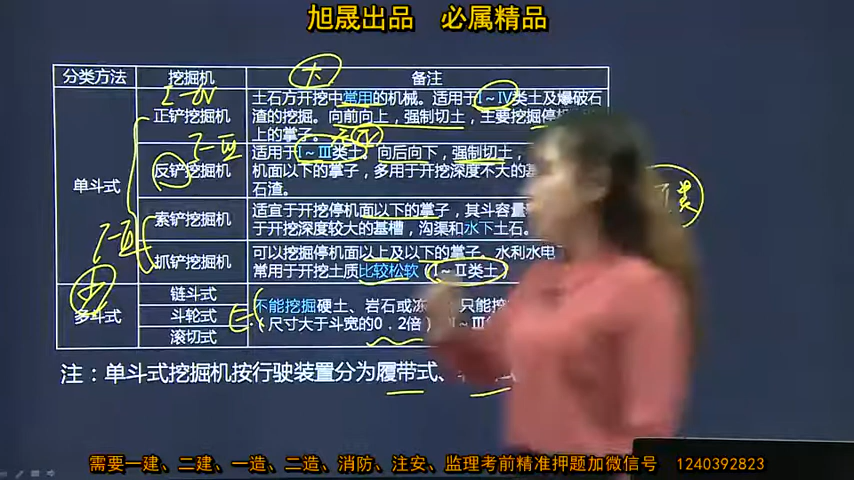 旭晟出品 必属精品
分类方法 挖掘机 备注
单斗式
正铲挖掘机
土石方开挖中常用的机械。适用于Ⅰ～Ⅳ类土及爆破石
渣的挖掘。向前向上，强制切土，主要挖掘停机
上的掌子。
反铲挖掘机
适用于Ⅰ～Ⅲ类土。向后向下，强制切土，
机面以下的掌子，多用于开挖深度不大的基
石渣。
索铲挖掘机
适宜于开挖停机面以下的掌子，其斗容量
于开挖深度较大的基槽，沟渠和水下土石。
抓铲挖掘机
可以挖掘停机面以上及以下的掌子、水利水电
常用于开挖土质比较松软（Ⅰ～Ⅱ类土
多斗式
链斗式
斗轮式
滚切式
不能挖掘硬土、岩石或冻 只能挖
（尺寸大于斗宽的0.2倍）
注：单斗式挖掘机按行驶装置分为履带式、
需要一建、二建、一造、二造、消防、注安、监理考前精准押题加微信号 1240392823